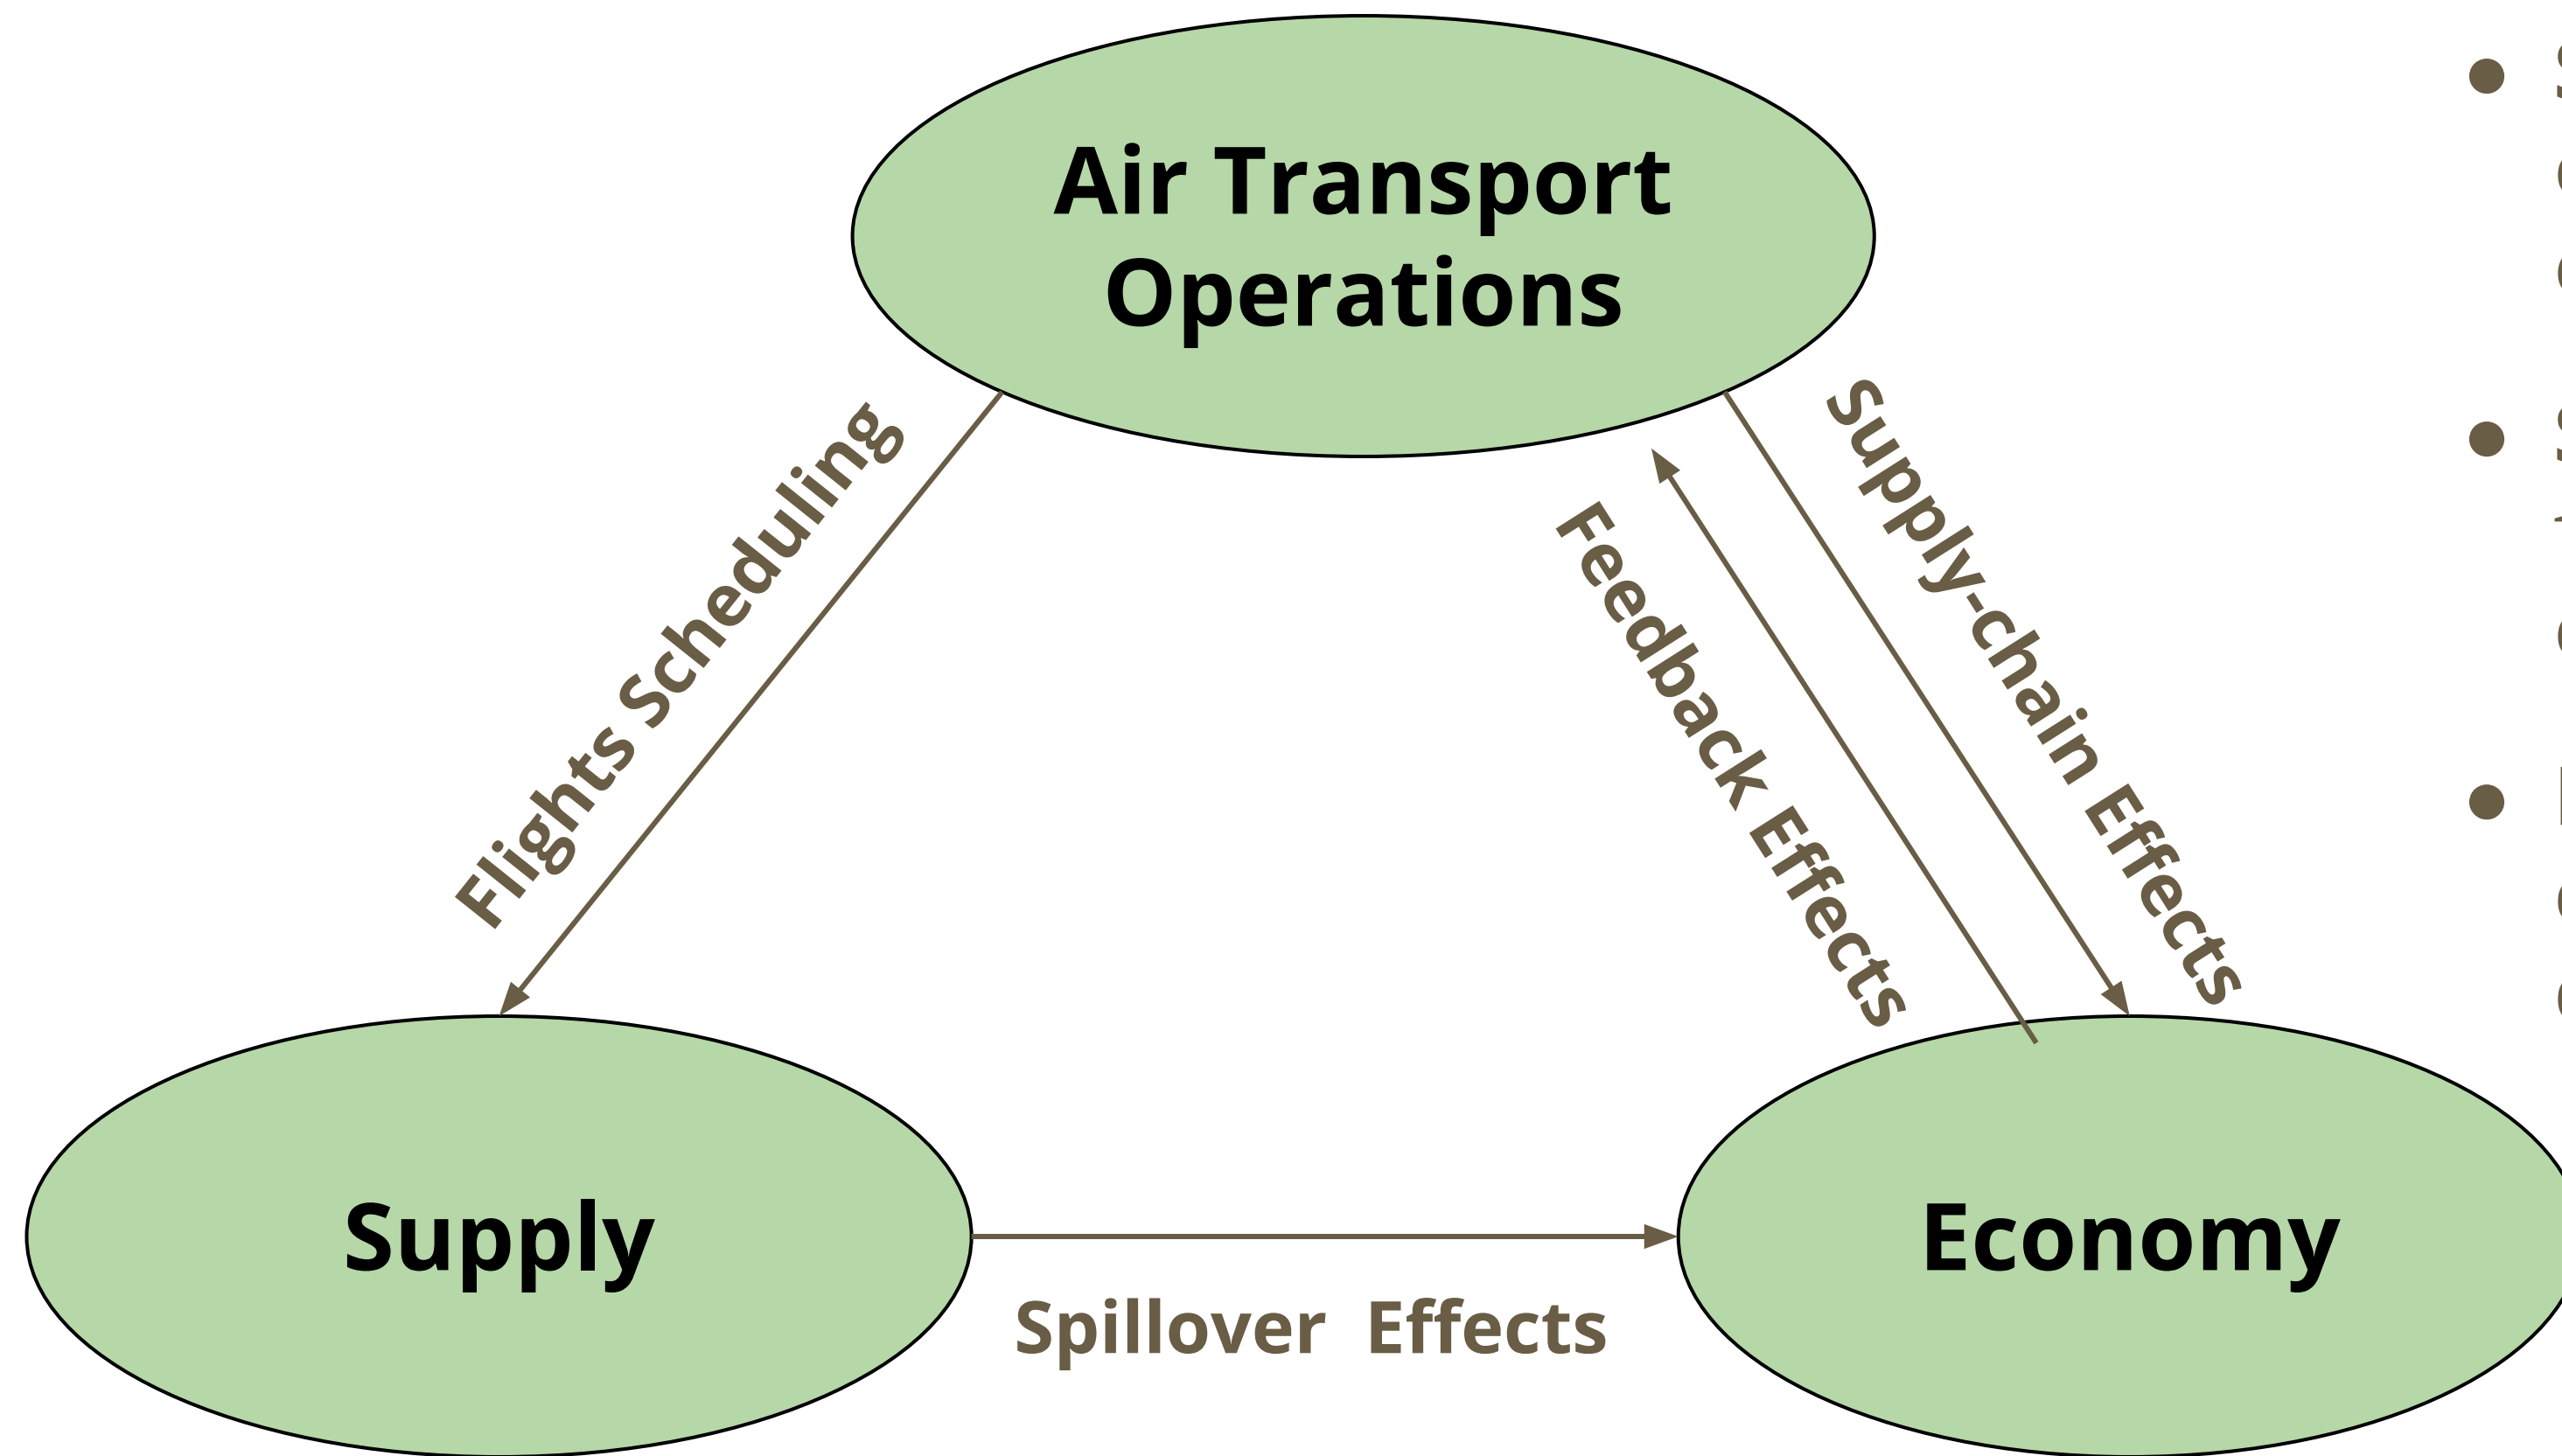 Air Transport
Operations
Flights Scheduling
Supply-chain Effects
Feedback Effects
Supply
Economy
Spillover Effects